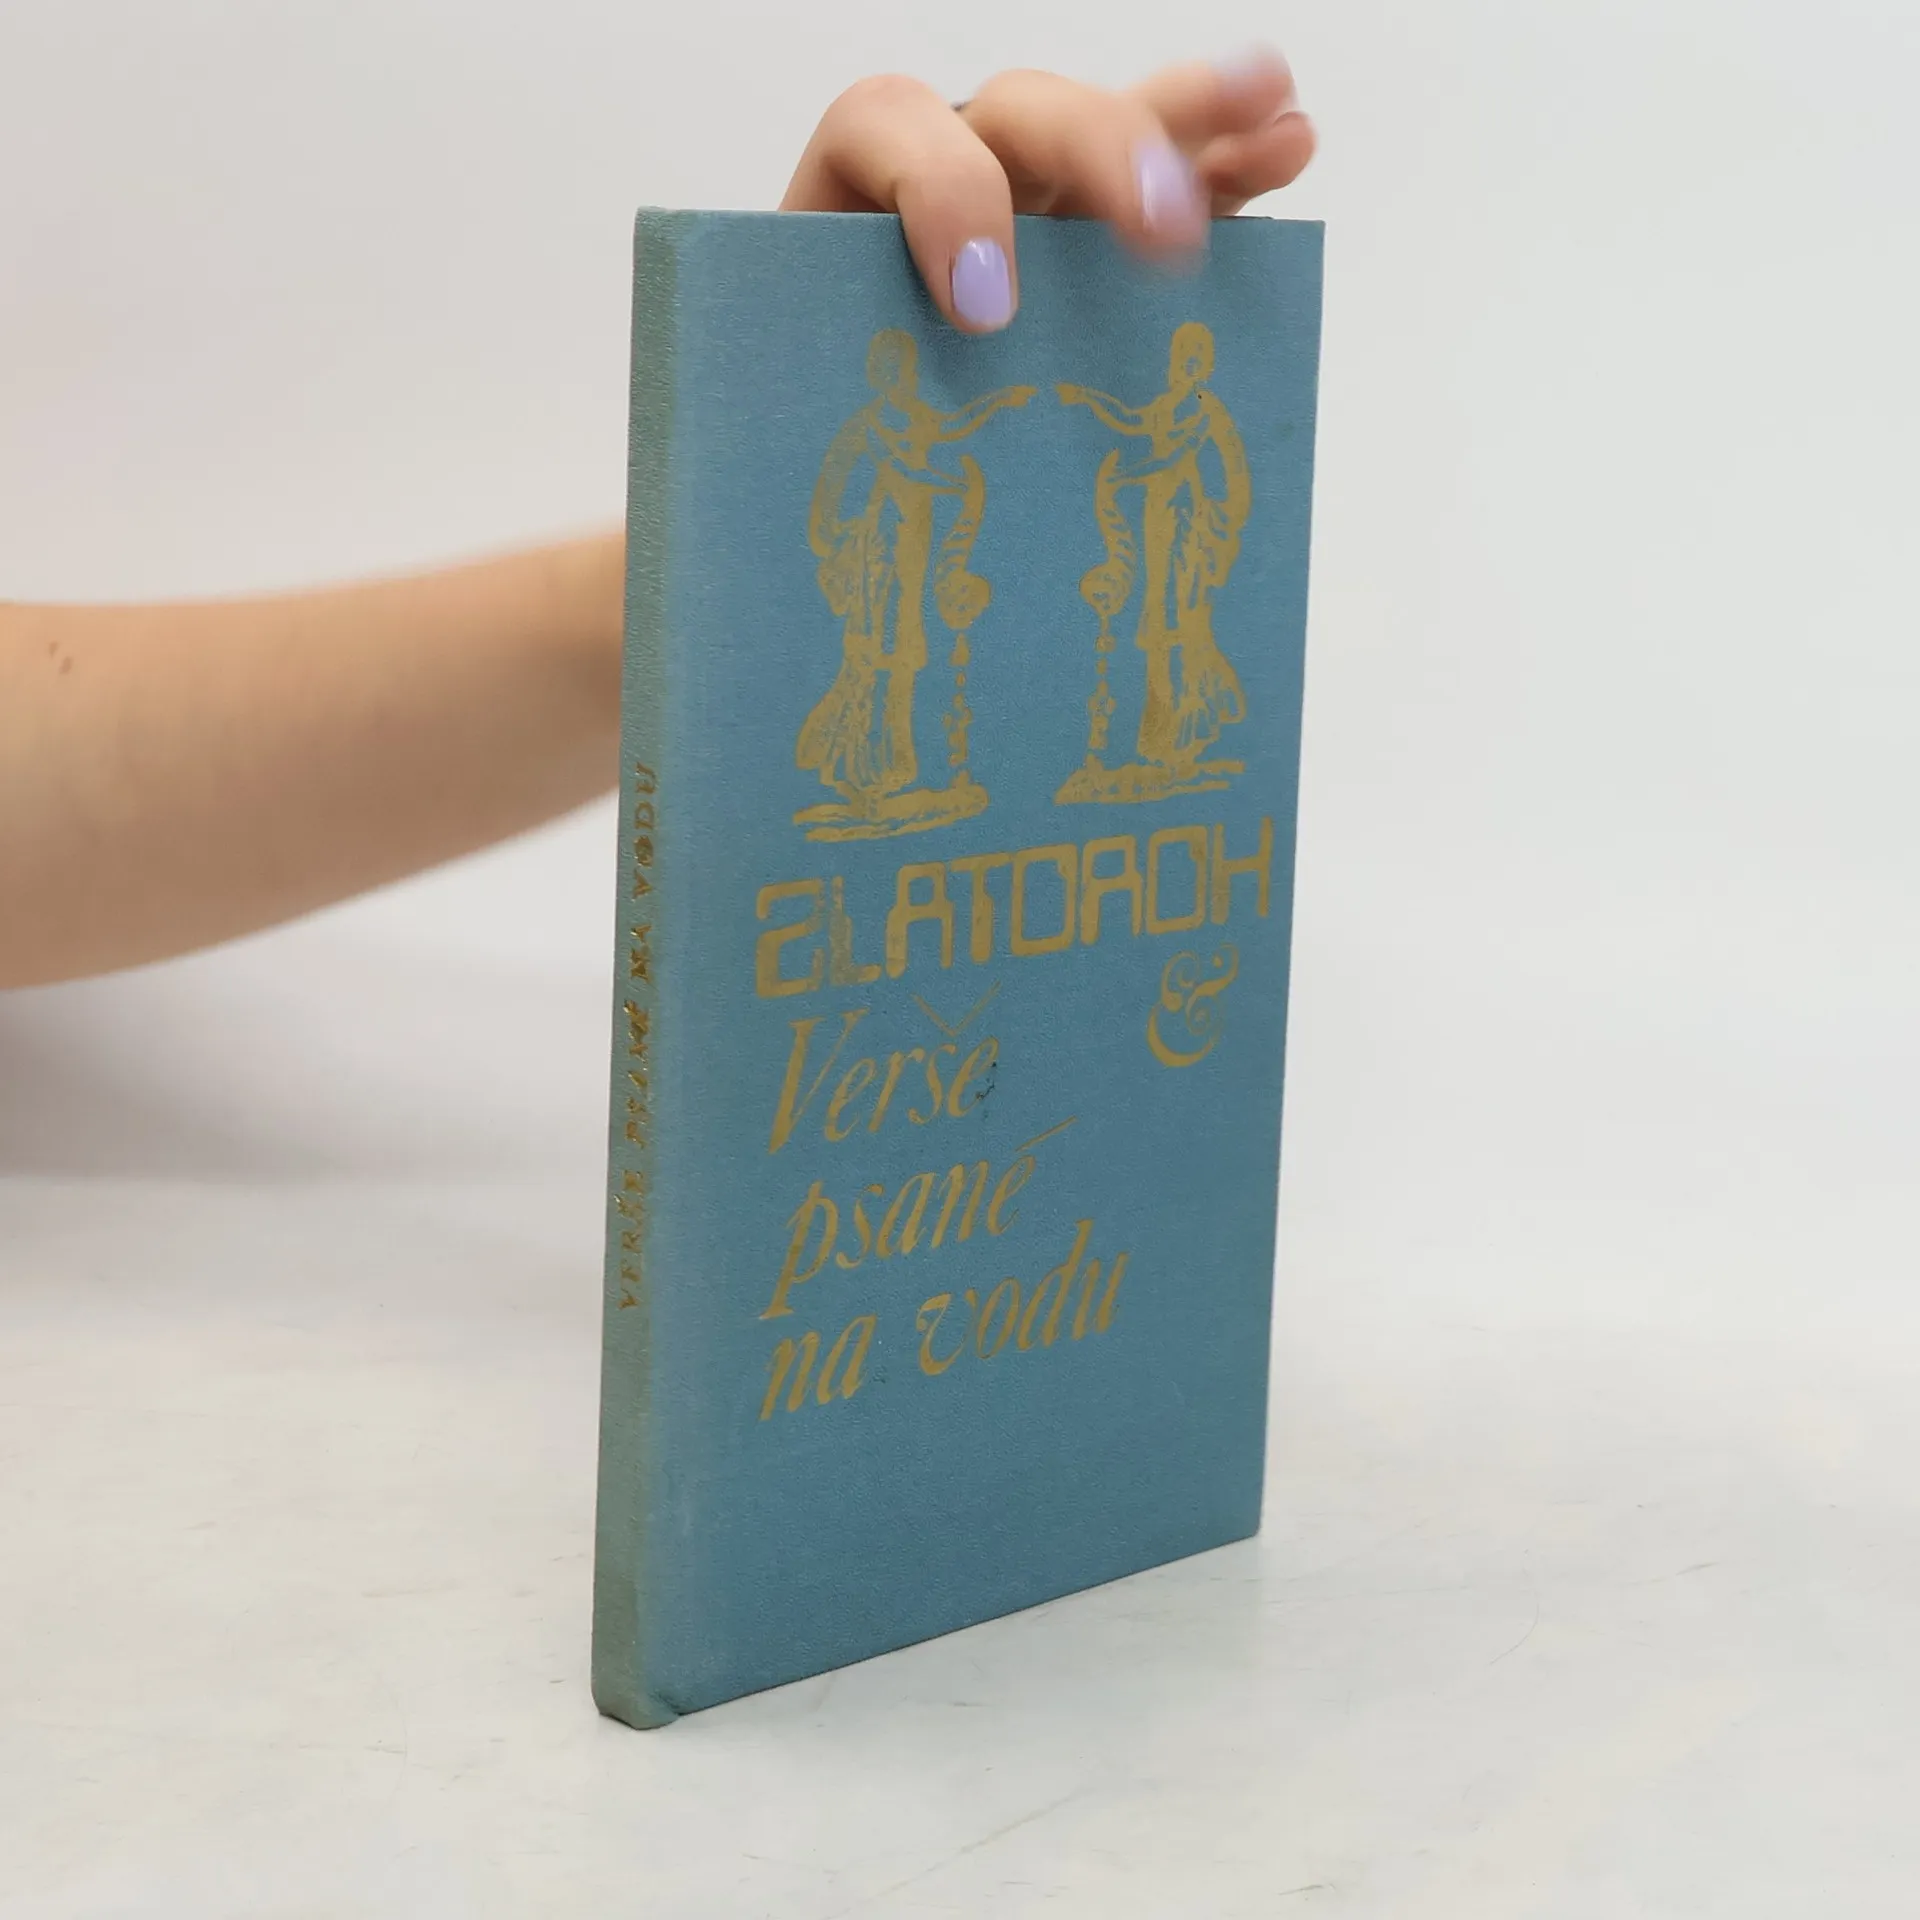 ZLATOROH
&
Verše
psané
na vodu
VERŠE PSANÉ NA VODU